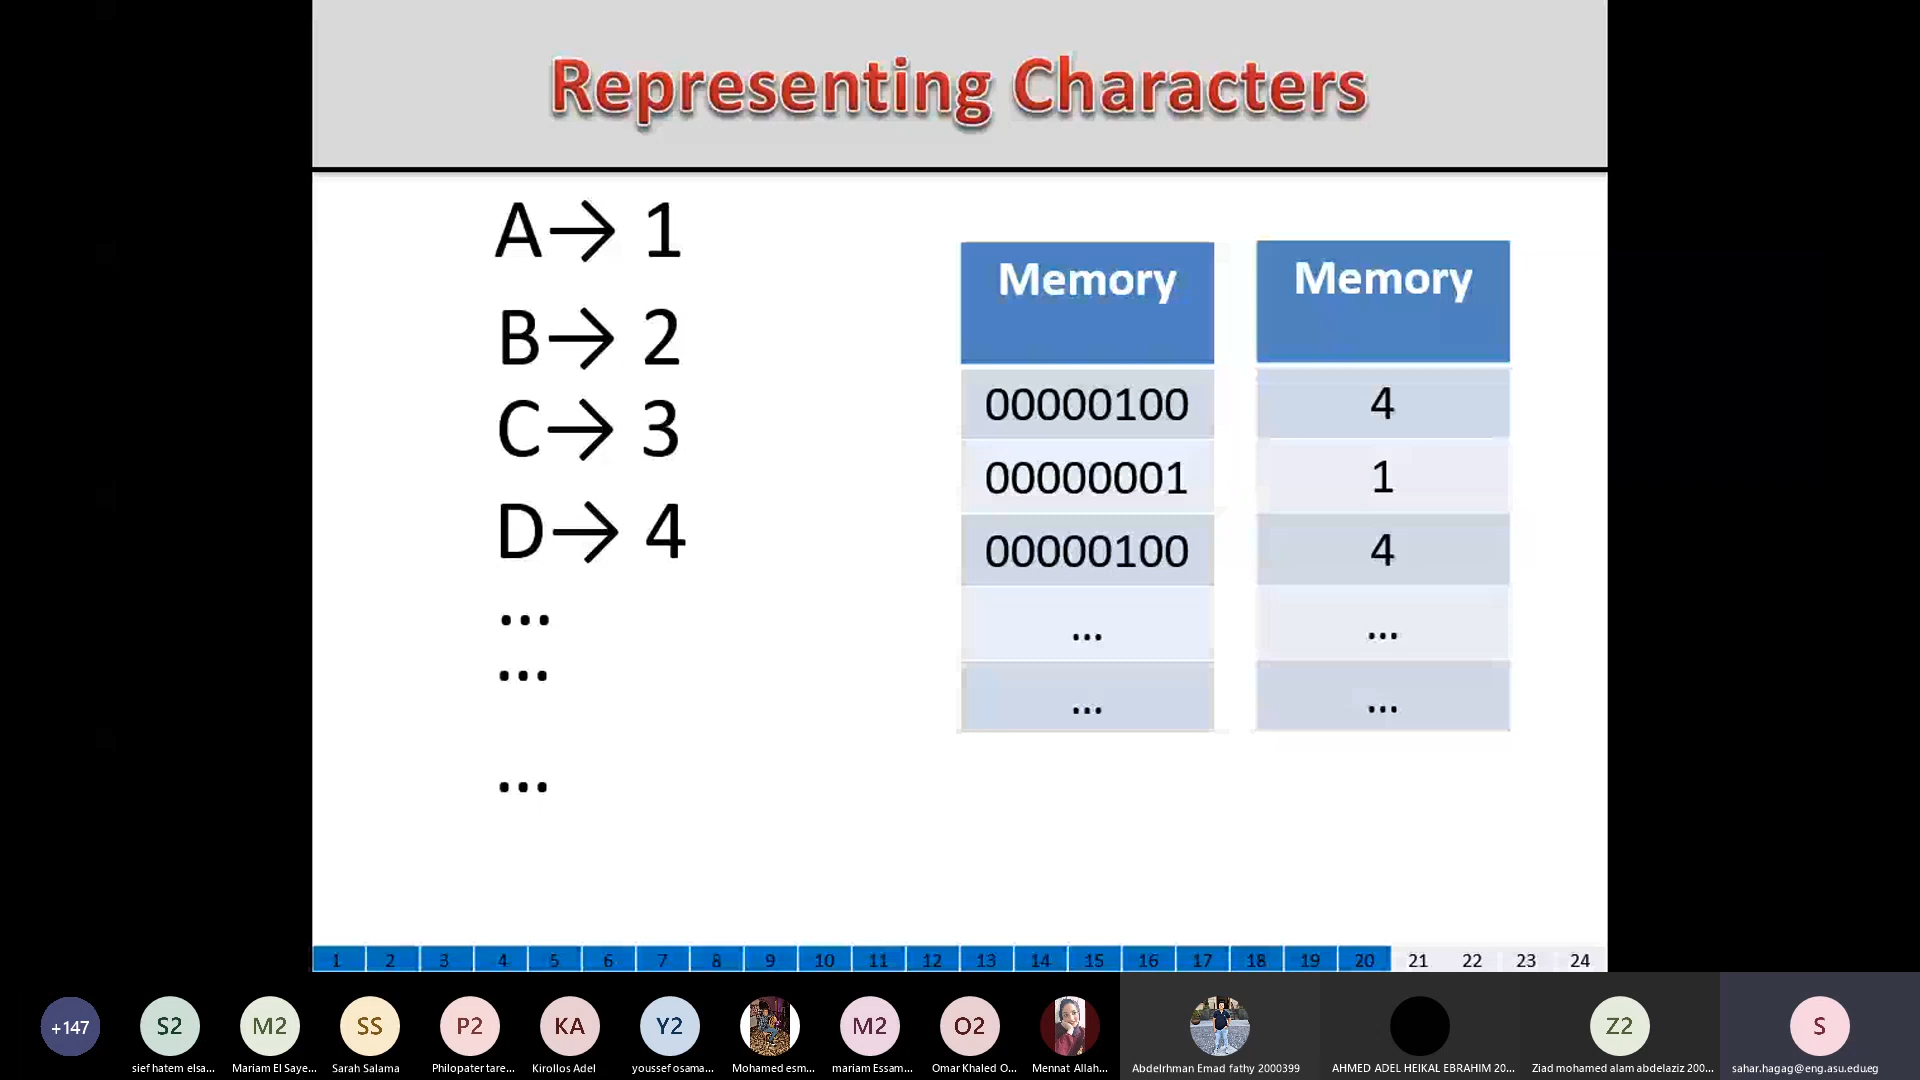 Representing Characters
A→ 1
B→ 2
C→ 3
D→ 4
...
...
...
Memory
00000100
00000001
00000100
...
...
Memory
4
1
4
...
...
1 2 3 4 5 6 7 8 9 10 11 12 13 14 15 16 17 18 19 20 21 22 23 24
+147 S2 M2 SS P2 KA Y2 M2 O2 Z2 S
sief hatem elsa... Mariam El Saye... Sarah Salama Philopater tare... Kirollos Adel youssef osama... Mohamed esm... mariam Essam... Omar Khaled O... Mennat Allah... Abdelrhman Emad fathy 2000399 AHMED ADEL HEIKAL EBRAHIM 20... Ziad mohamed alam abdelaziz 200... sahar.hagag@eng.asu.edu.eg